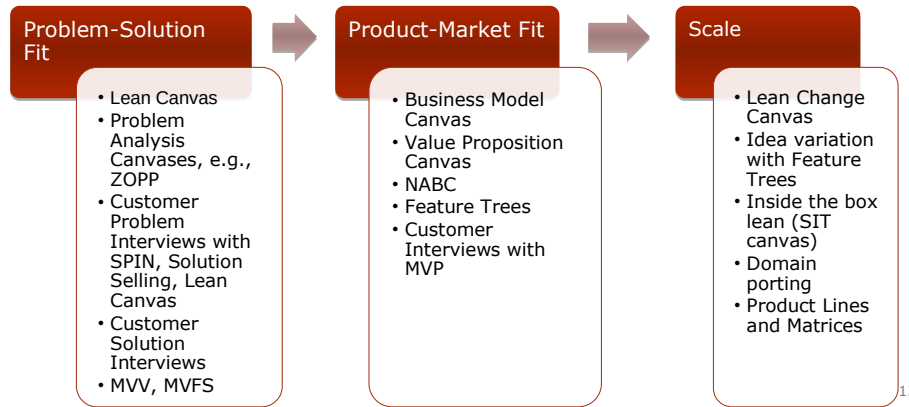 Problem-Solution
Fit
• Lean Canvas
• Problem
Analysis
Canvases, e.g.,
ZOPP
• Customer
Problem
Interviews with
SPIN, Solution
Selling, Lean
Canvas
• Customer
Solution
Interviews
• MVV, MVFS
Product-Market Fit
• Business Model
Canvas
• Value Proposition
Canvas
• NABC
• Feature Trees
• Customer
Interviews with
MVP
Scale
• Lean Change
Canvas
• Idea variation
with Feature
Trees
• Inside the box
lean (SIT
canvas)
• Domain
porting
• Product Lines
and Matrices